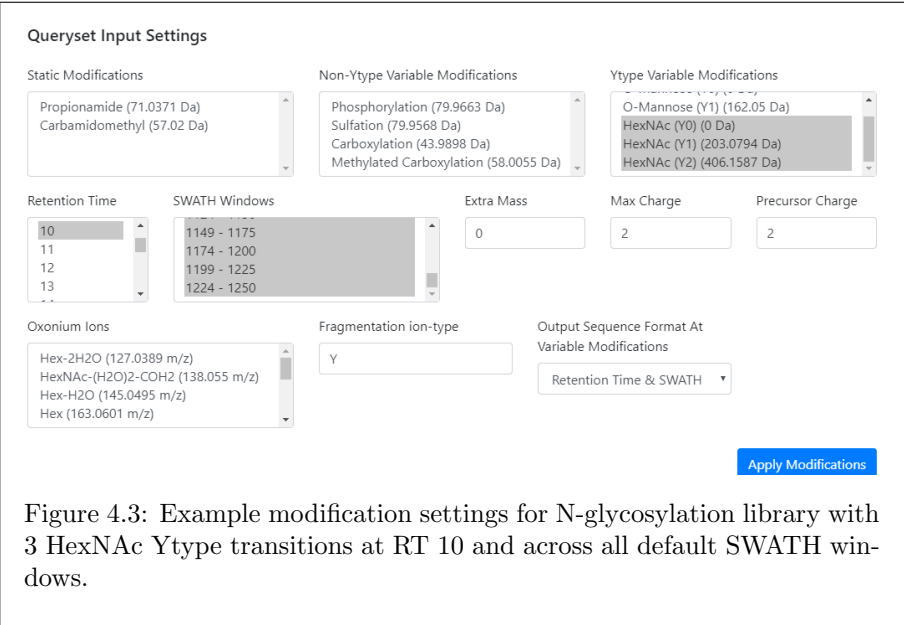 Queryset Input Settings
Static Modifications
Propionamide (71.0371 Da)
Carbamidomethyl (57.02 Da)
Non-Ytype Variable Modifications
Phosphorylation (79.9663 Da)
Sulfation (79.9568 Da)
Carboxylation (43.9898 Da)
Methylated Carboxylation (58.0055 Da)
Ytype Variable Modifications
O-Mannose (Y1) (162.05 Da)
HexNAc (Y0) (0 Da)
HexNAc (Y1) (203.0794 Da)
HexNAc (Y2) (406.1587 Da)
Retention Time
10
11
12
13
SWATH Windows
1149 - 1175
1174 - 1200
1199 - 1225
1224 - 1250
Extra Mass
0
Max Charge
2
Precursor Charge
2
Oxonium Ions
Hex-2H2O (127.0389 m/z)
HexNAc-(H2O)2-COH2 (138.055 m/z)
Hex-H2O (145.0495 m/z)
Hex (163.0601 m/z)
Fragmentation ion-type
Y
Output Sequence Format At
Variable Modifications
Retention Time & SWATH
Apply Modifications
Figure 4.3: Example modification settings for N-glycosylation library with
3 HexNAc Ytype transitions at RT 10 and across all default SWATH win-
dows.